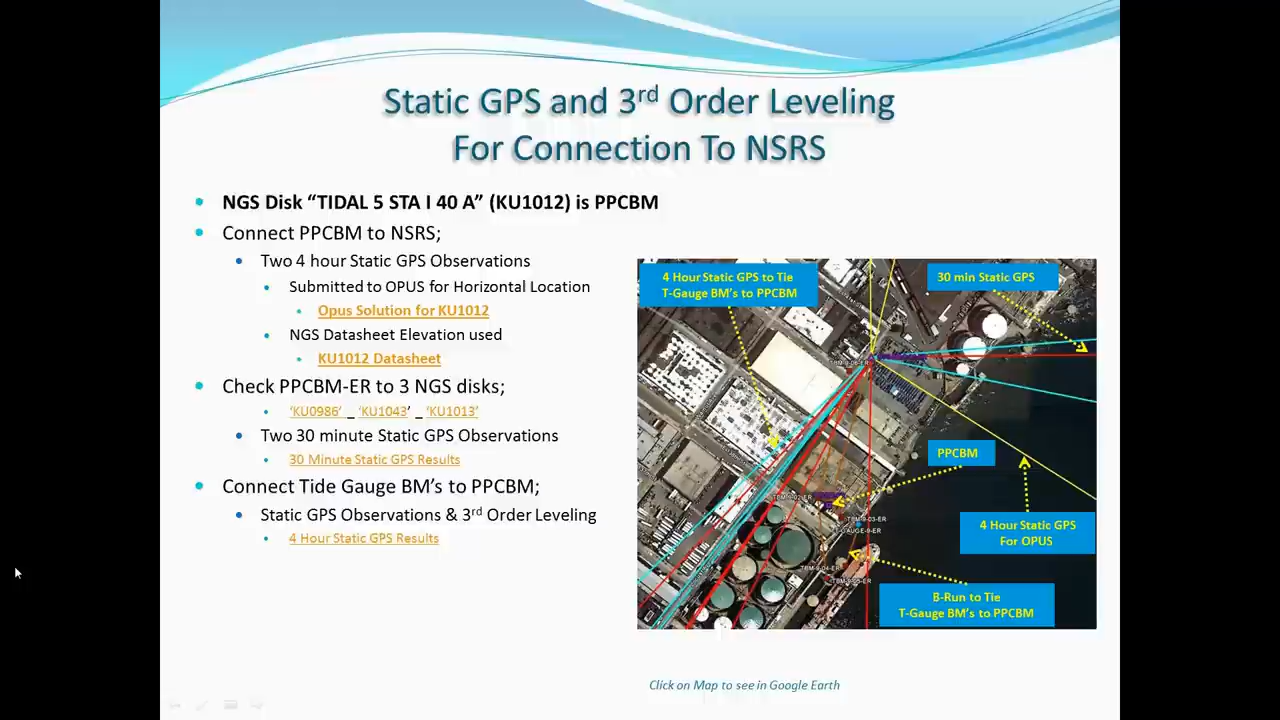 Static GPS and 3rd Order Leveling
For Connection To NSRS
NGS Disk “TIDAL 5 STA I 40 A” (KU1012) is PPCBM
Connect PPCBM to NSRS;
Two 4 hour Static GPS Observations
Submitted to OPUS for Horizontal Location
Opus Solution for KU1012
NGS Datasheet Elevation used
KU1012 Datasheet
Check PPCBM-ER to 3 NGS disks;
‘KU0986’ _ ‘KU1043’ _ ‘KU1013’
Two 30 minute Static GPS Observations
30 Minute Static GPS Results
Connect Tide Gauge BM’s to PPCBM;
Static GPS Observations & 3rd Order Leveling
4 Hour Static GPS Results
4 Hour Static GPS to Tie
T-Gauge BM’s to PPCBM
30 min Static GPS
PPCBM
TBM-9-03-ER
4 Hour Static GPS
For OPUS
B-Run to Tie
T-Gauge BM’s to PPCBM
Click on Map to see in Google Earth